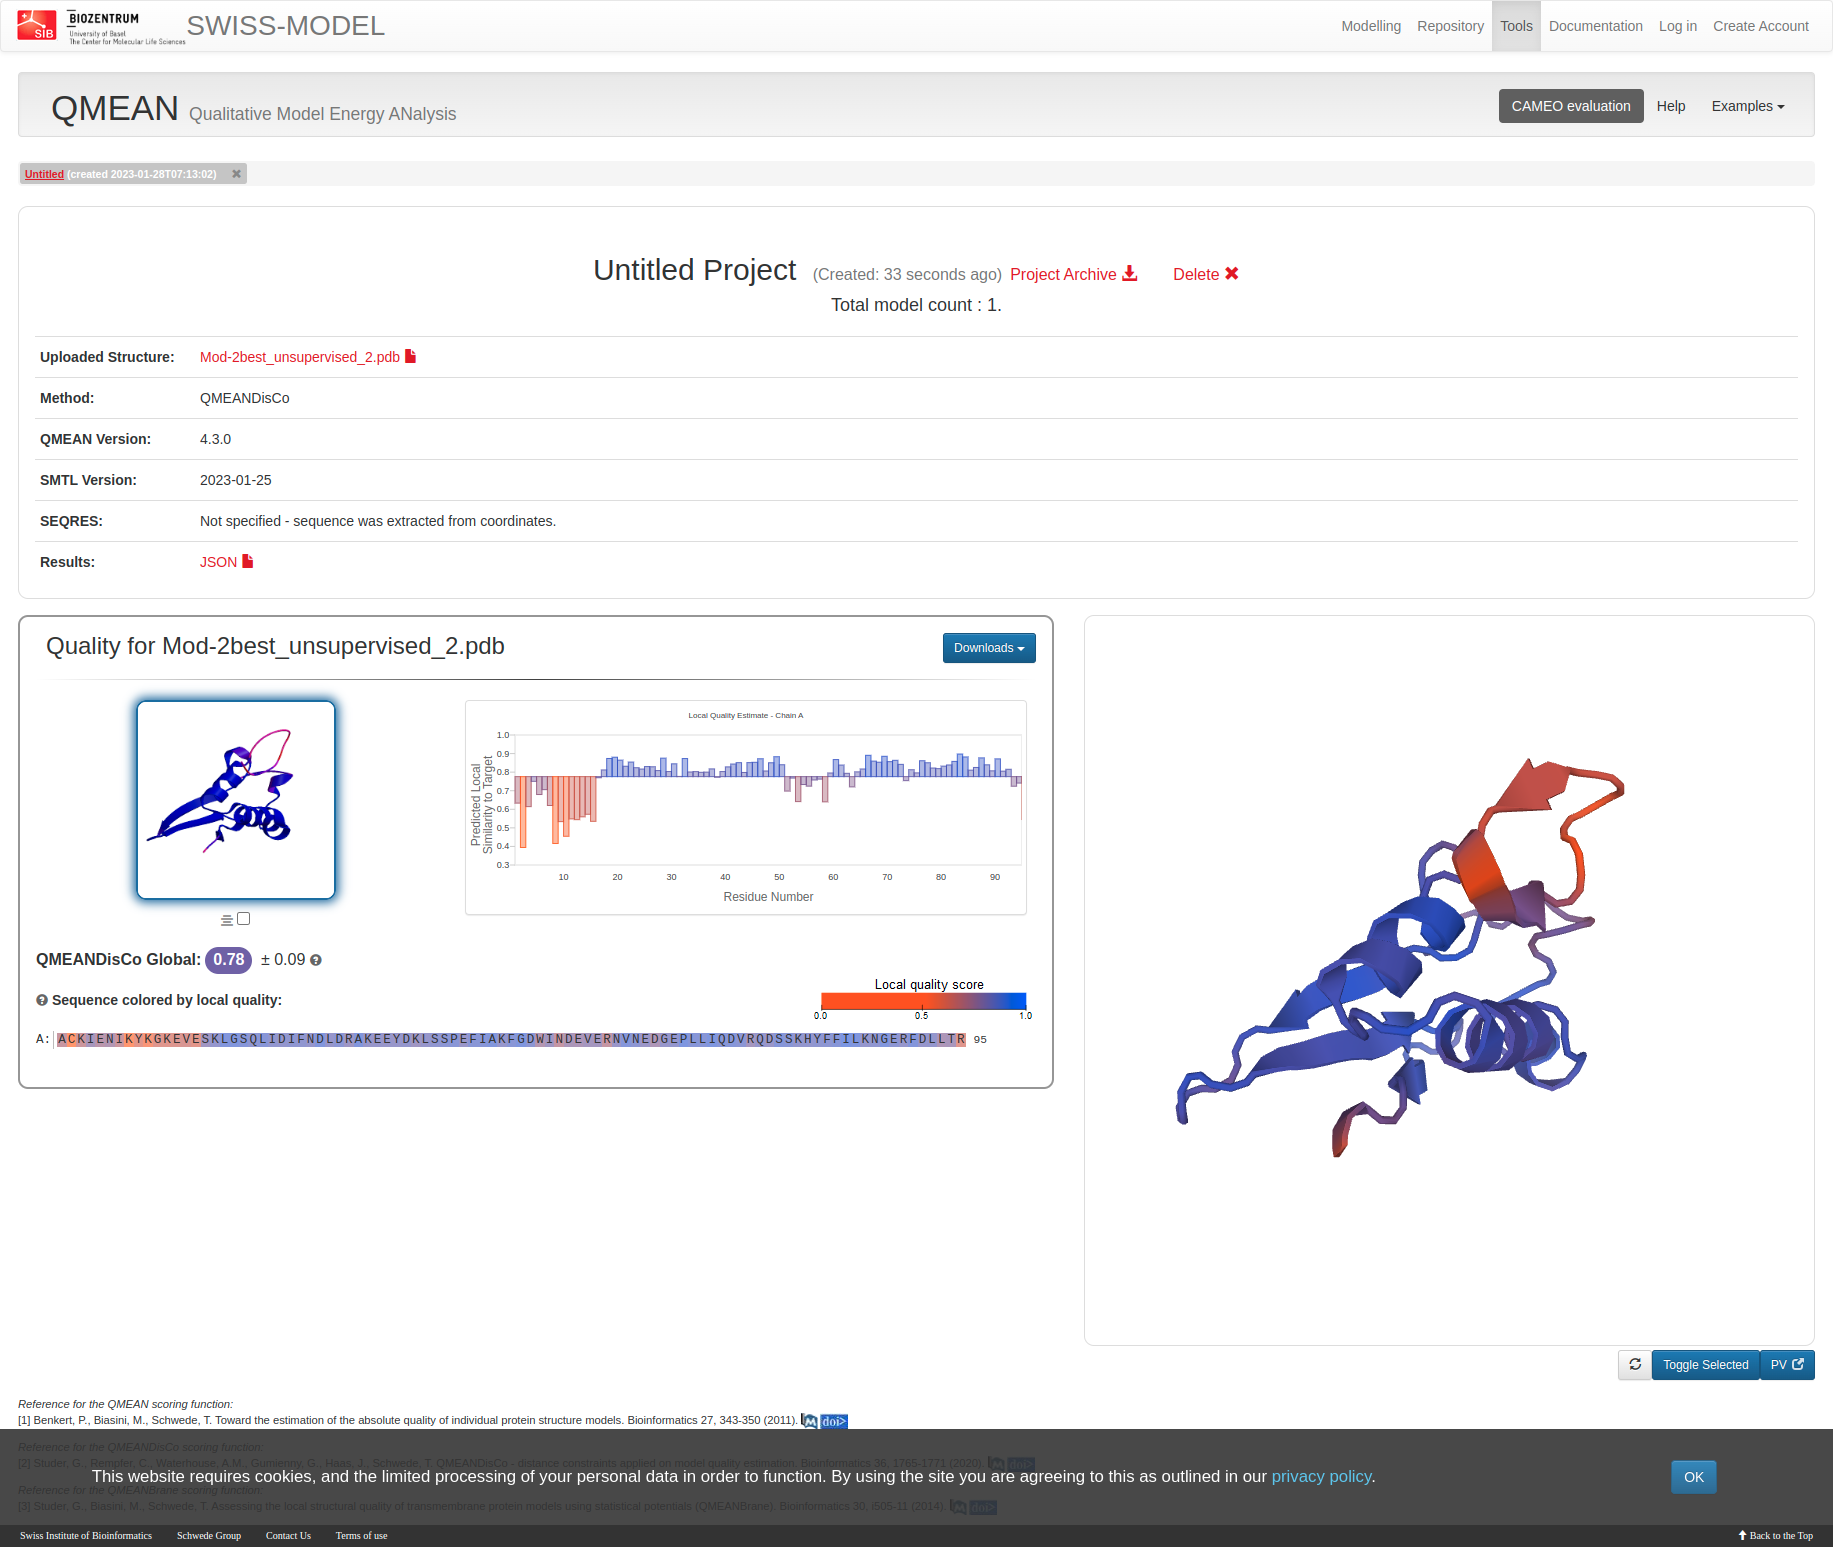 SIB
BIOZENTRUM
University of Basel
The Center for Molecular Life Sciences
SWISS-MODEL
Modelling Repository Tools Documentation Log in Create Account
QMEAN Qualitative Model Energy ANalysis
CAMEO evaluation Help Examples
Untitled (created 2023-01-28T07:13:02)
Untitled Project (Created: 33 seconds ago) Project Archive Delete
Total model count : 1.
Uploaded Structure: Mod-2best_unsupervised_2.pdb
Method: QMEANDisCo
QMEAN Version: 4.3.0
SMTL Version: 2023-01-25
SEQRES: Not specified - sequence was extracted from coordinates.
Results: JSON
Quality for Mod-2best_unsupervised_2.pdb
Downloads
Local Quality Estimate - Chain A
Predicted Local
Similarity to Target
1.0
0.9
0.8
0.7
0.6
0.5
0.4
0.3
10 20 30 40 50 60 70 80 90
Residue Number
QMEANDisCo Global: 0.78 ± 0.09
Sequence colored by local quality:
Local quality score
0.0 0.5 1.0
A: ACKIENIKYKGKEVESKLGSQLIDIFNDLDRAKEEYDKLSSPEFIAKFGDWINDEVERNVNEDGEPLLIQDVRQDSSKHYFFILKNGERFDLLTR 95
Toggle Selected PV
Reference for the QMEAN scoring function:
[1] Benkert, P., Biasini, M., Schwede, T. Toward the estimation of the absolute quality of individual protein structure models. Bioinformatics 27, 343-350 (2011). M doi>
Reference for the QMEANDisCo scoring function:
[2] Studer, G., Rempfer, C., Waterhouse, A.M., Gumienny, G., Haas, J., Schwede, T. QMEANDisCo - distance constraints applied on model quality estimation. Bioinformatics 36, 1765-1771 (2020). M doi>
This website requires cookies, and the limited processing of your personal data in order to function. By using the site you are agreeing to this as outlined in our privacy policy.
OK
Reference for the QMEANBrane scoring function:
[3] Studer, G., Biasini, M., Schwede, T. Assessing the local structural quality of transmembrane protein models using statistical potentials (QMEANBrane). Bioinformatics 30, i505-11 (2014). M doi>
Swiss Institute of Bioinformatics Schwede Group Contact Us Terms of use
Back to the Top